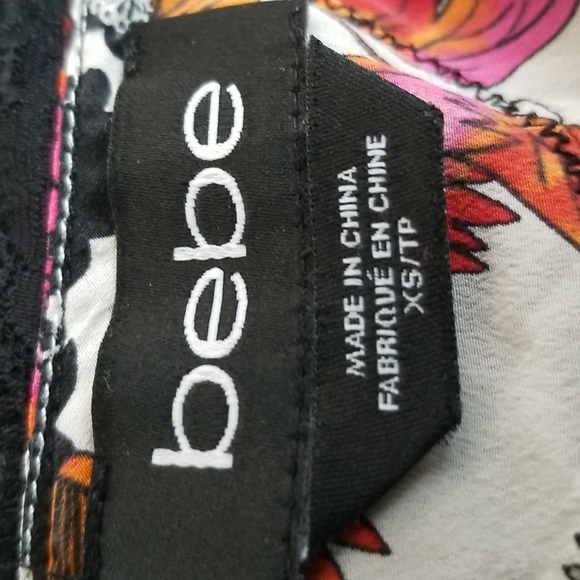 bebe
MADE IN CHINA
FABRIQUÉ EN CHINE
XS/TP